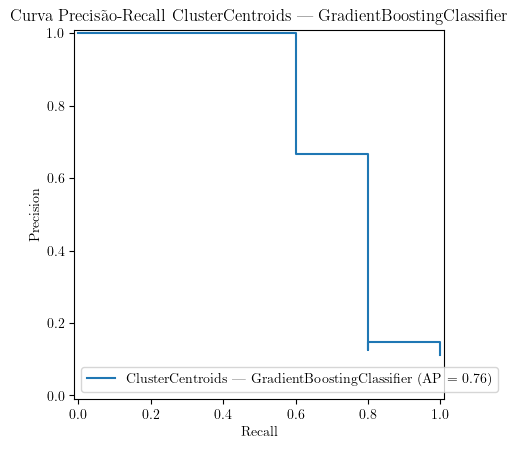 Curva Precisão-Recall ClusterCentroids — GradientBoostingClassifier
1.0
0.8
0.6
0.4
0.2
0.0
Precision
ClusterCentroids — GradientBoostingClassifier (AP = 0.76)
0.0 0.2 0.4 0.6 0.8 1.0
Recall